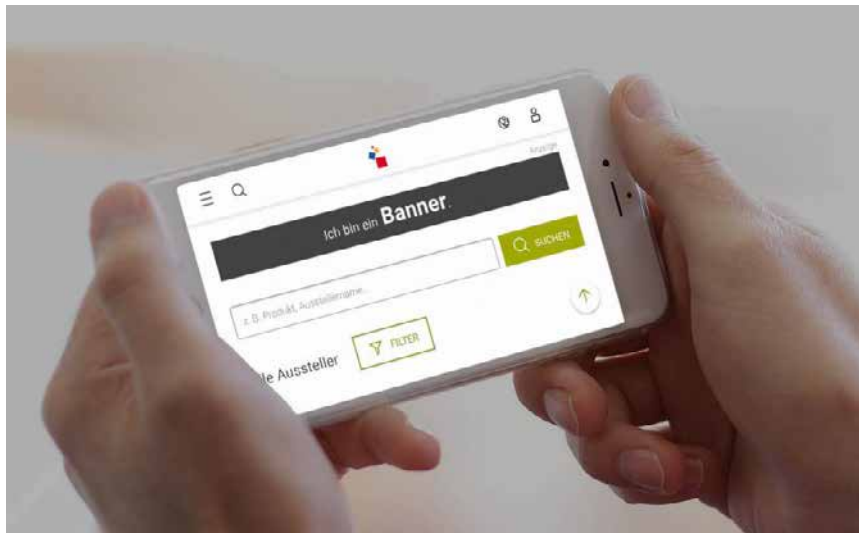 Anzeige
Ich bin ein Banner.
z. B. Produkt, Ausstellername...
SUCHEN
le Aussteller
FILTER